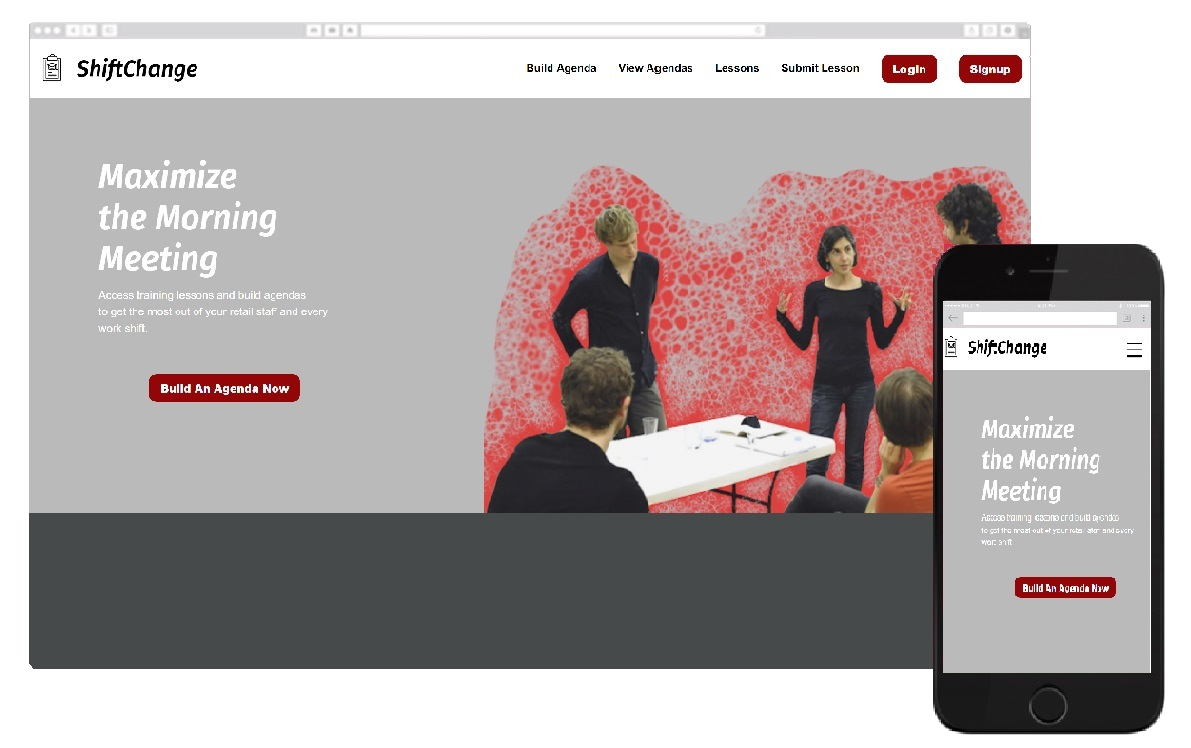 ShiftChange
Build Agenda View Agendas Lessons Submit Lesson Login Signup
Maximize
the Morning
Meeting
Access training lessons and build agendas
to get the most out of your retail staff and every
work shift.
Build An Agenda Now
ShiftChange
Maximize
the Morning
Meeting
Access training lessons and build agendas
to get the most out of your retail staff and every
work shift.
Build An Agenda Now